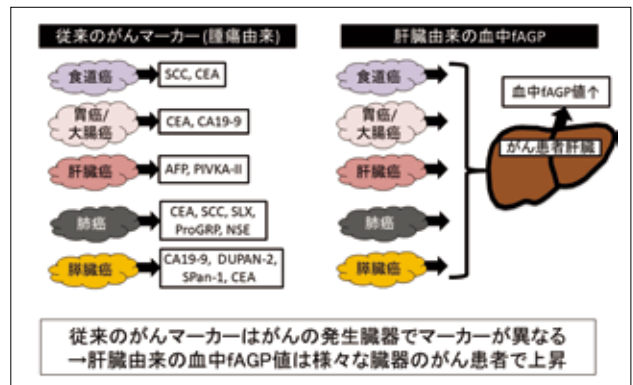 従来のがんマーカー(腫瘍由来)
食道癌
SCC, CEA
胃癌/
大腸癌
CEA, CA19-9
肝臓癌
AFP, PIVKA-II
肺癌
CEA, SCC, SLX,
ProGRP, NSE
膵臓癌
CA19-9, DUPAN-2,
SPan-1, CEA
肝臓由来の血中fAGP
食道癌
胃癌/
大腸癌
肝臓癌
肺癌
膵臓癌
血中fAGP値↑
がん患者肝臓
従来のがんマーカーはがんの発生臓器でマーカーが異なる
→肝臓由来の血中fAGP値は様々な臓器のがん患者で上昇